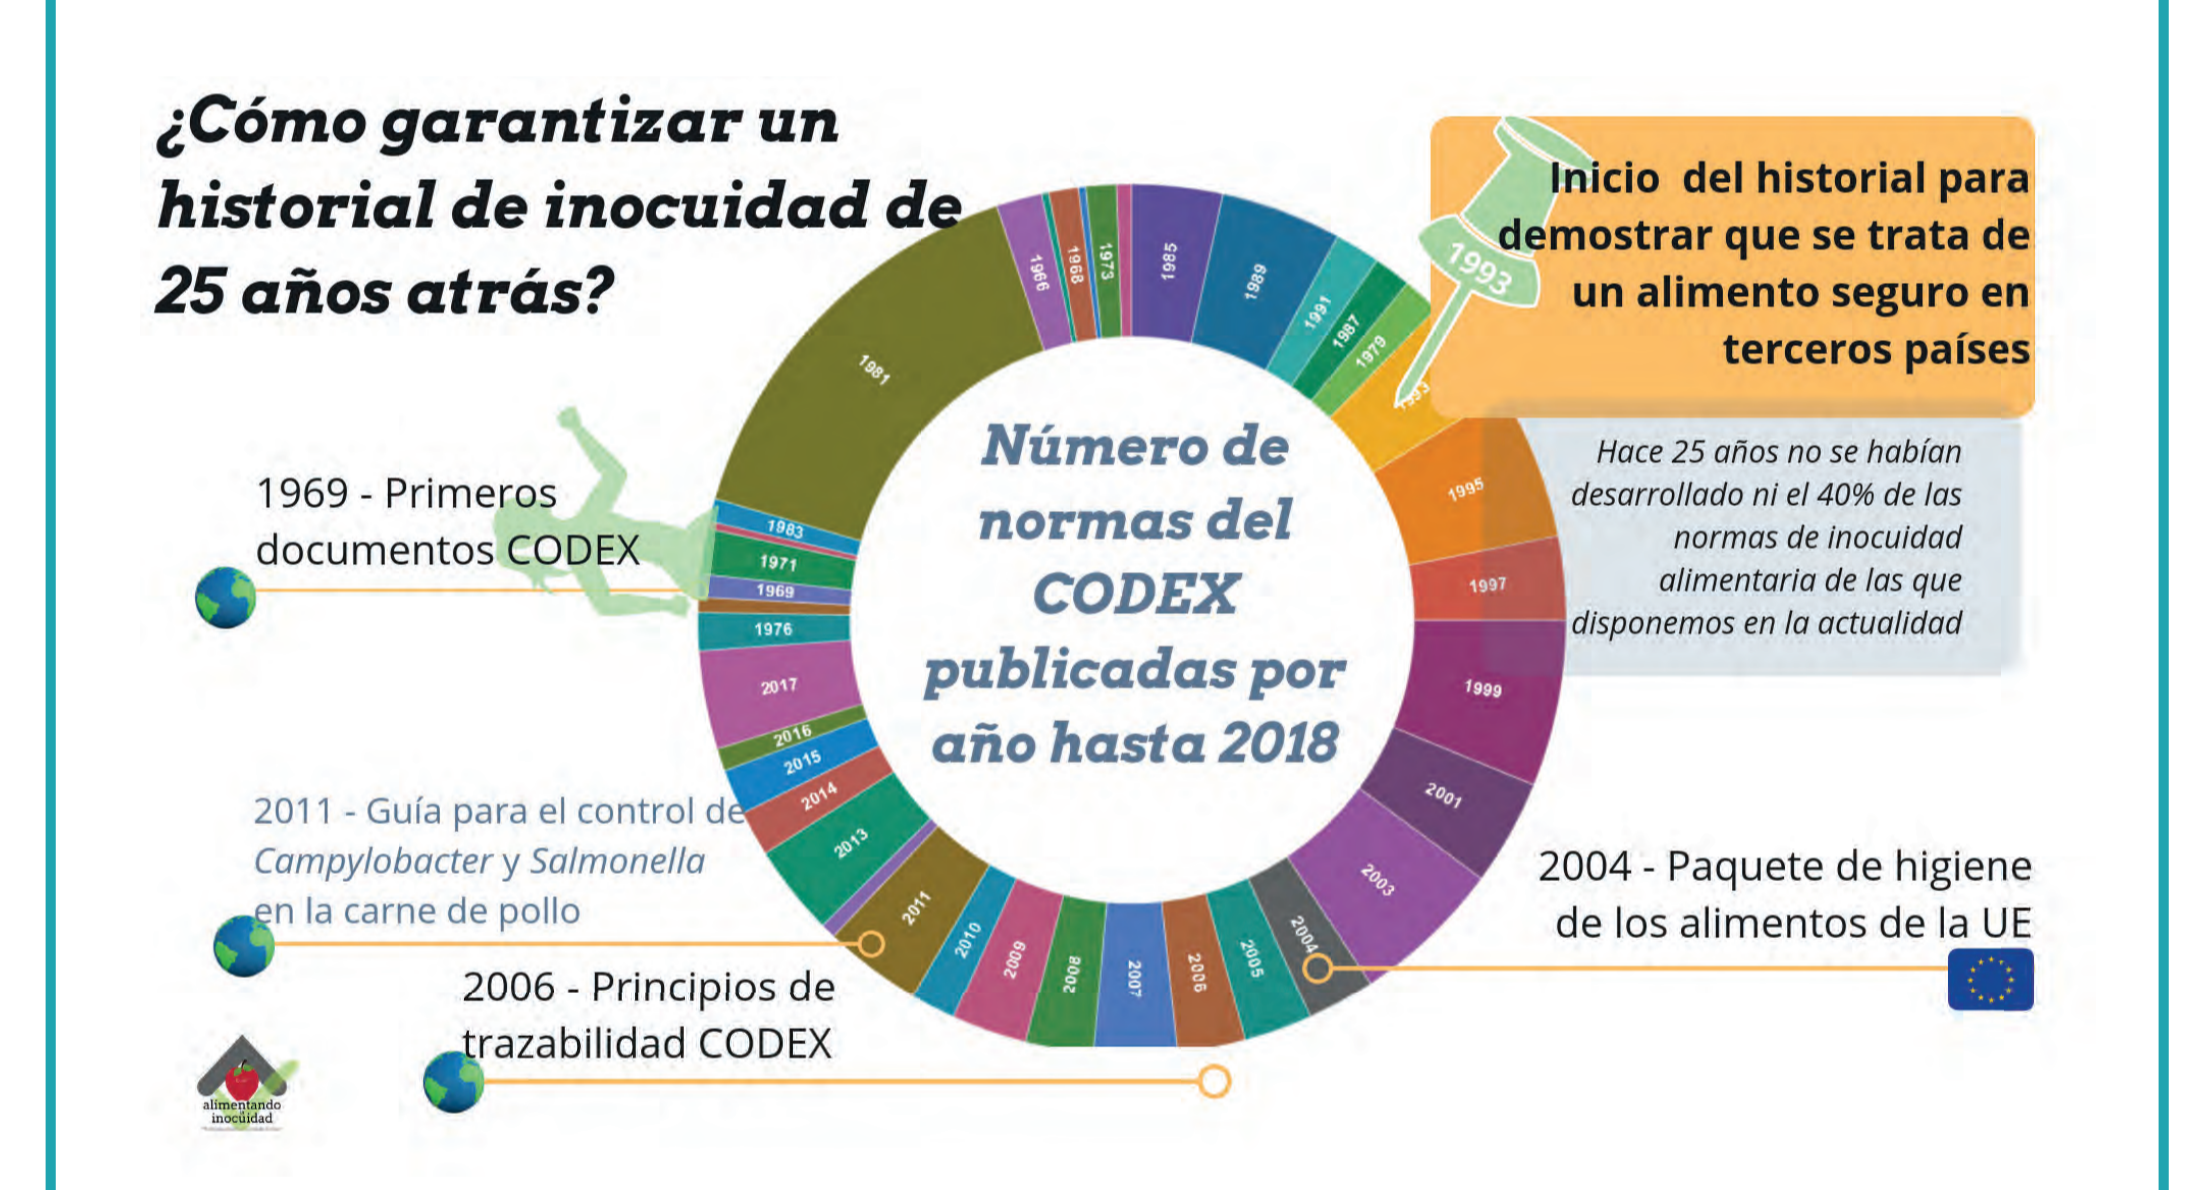 ¿Cómo garantizar un
historial de inocuidad de
25 años atrás?
Inicio del historial para
demostrar que se trata de
un alimento seguro en
terceros países
1993
Hace 25 años no se habían
desarrollado ni el 40% de las
normas de inocuidad
alimentaria de las que
disponemos en la actualidad
1969 - Primeros
documentos CODEX
Número de
normas del
CODEX
publicadas por
año hasta 2018
1985
1989
1991
1987
1979
1993
1995
1997
1999
2001
2003
2004
2005
2006
2007
2008
2009
2010
2011
2013
2014
2015
2016
2017
1976
1969
1971
1983
1981
1966
1968
1973
2011 - Guía para el control de
Campylobacter y Salmonella
en la carne de pollo
2006 - Principios de
trazabilidad CODEX
2004 - Paquete de higiene
de los alimentos de la UE
alimentando
inocüidad